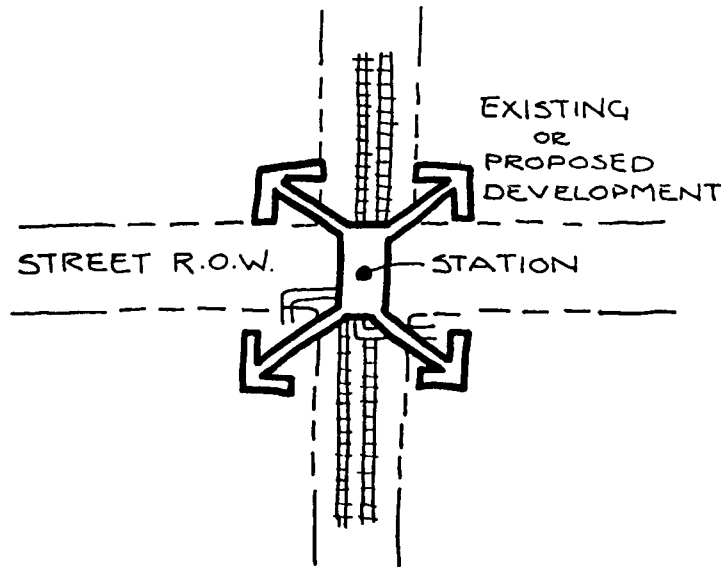 EXISTING
OR
PROPOSED
DEVELOPMENT
STREET R.O.W.
STATION